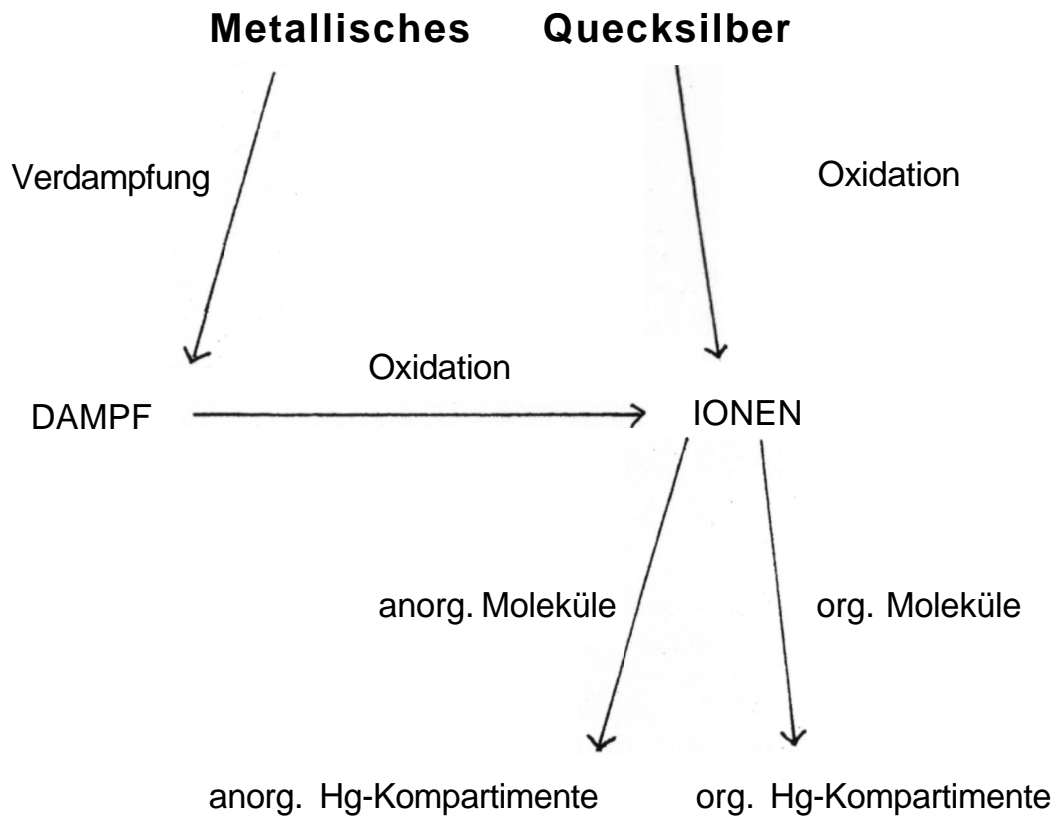 Metallisches Quecksilber
Verdampfung
Oxidation
Oxidation
DAMPF
IONEN
anorg. Moleküle
org. Moleküle
anorg. Hg-Kompartimente
org. Hg-Kompartimente